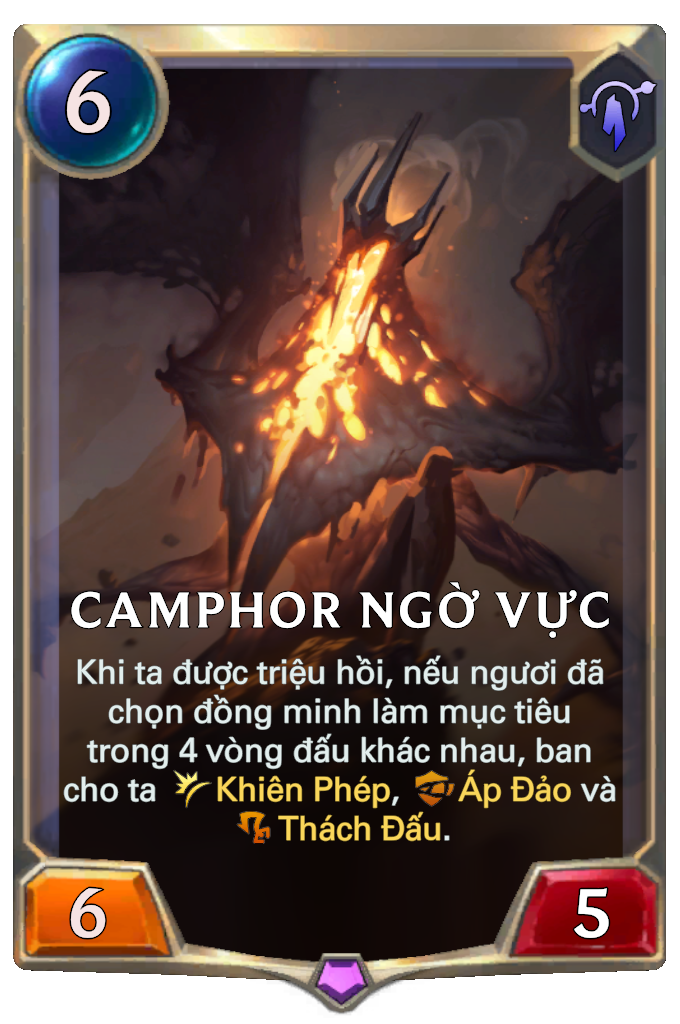 6
CAMPHOR NGỜ VỰC
Khi ta được triệu hồi, nếu ngươi đã
chọn đồng minh làm mục tiêu
trong 4 vòng đấu khác nhau, ban
cho ta Khiên Phép, Áp Đảo và
Thách Đấu.
6
5